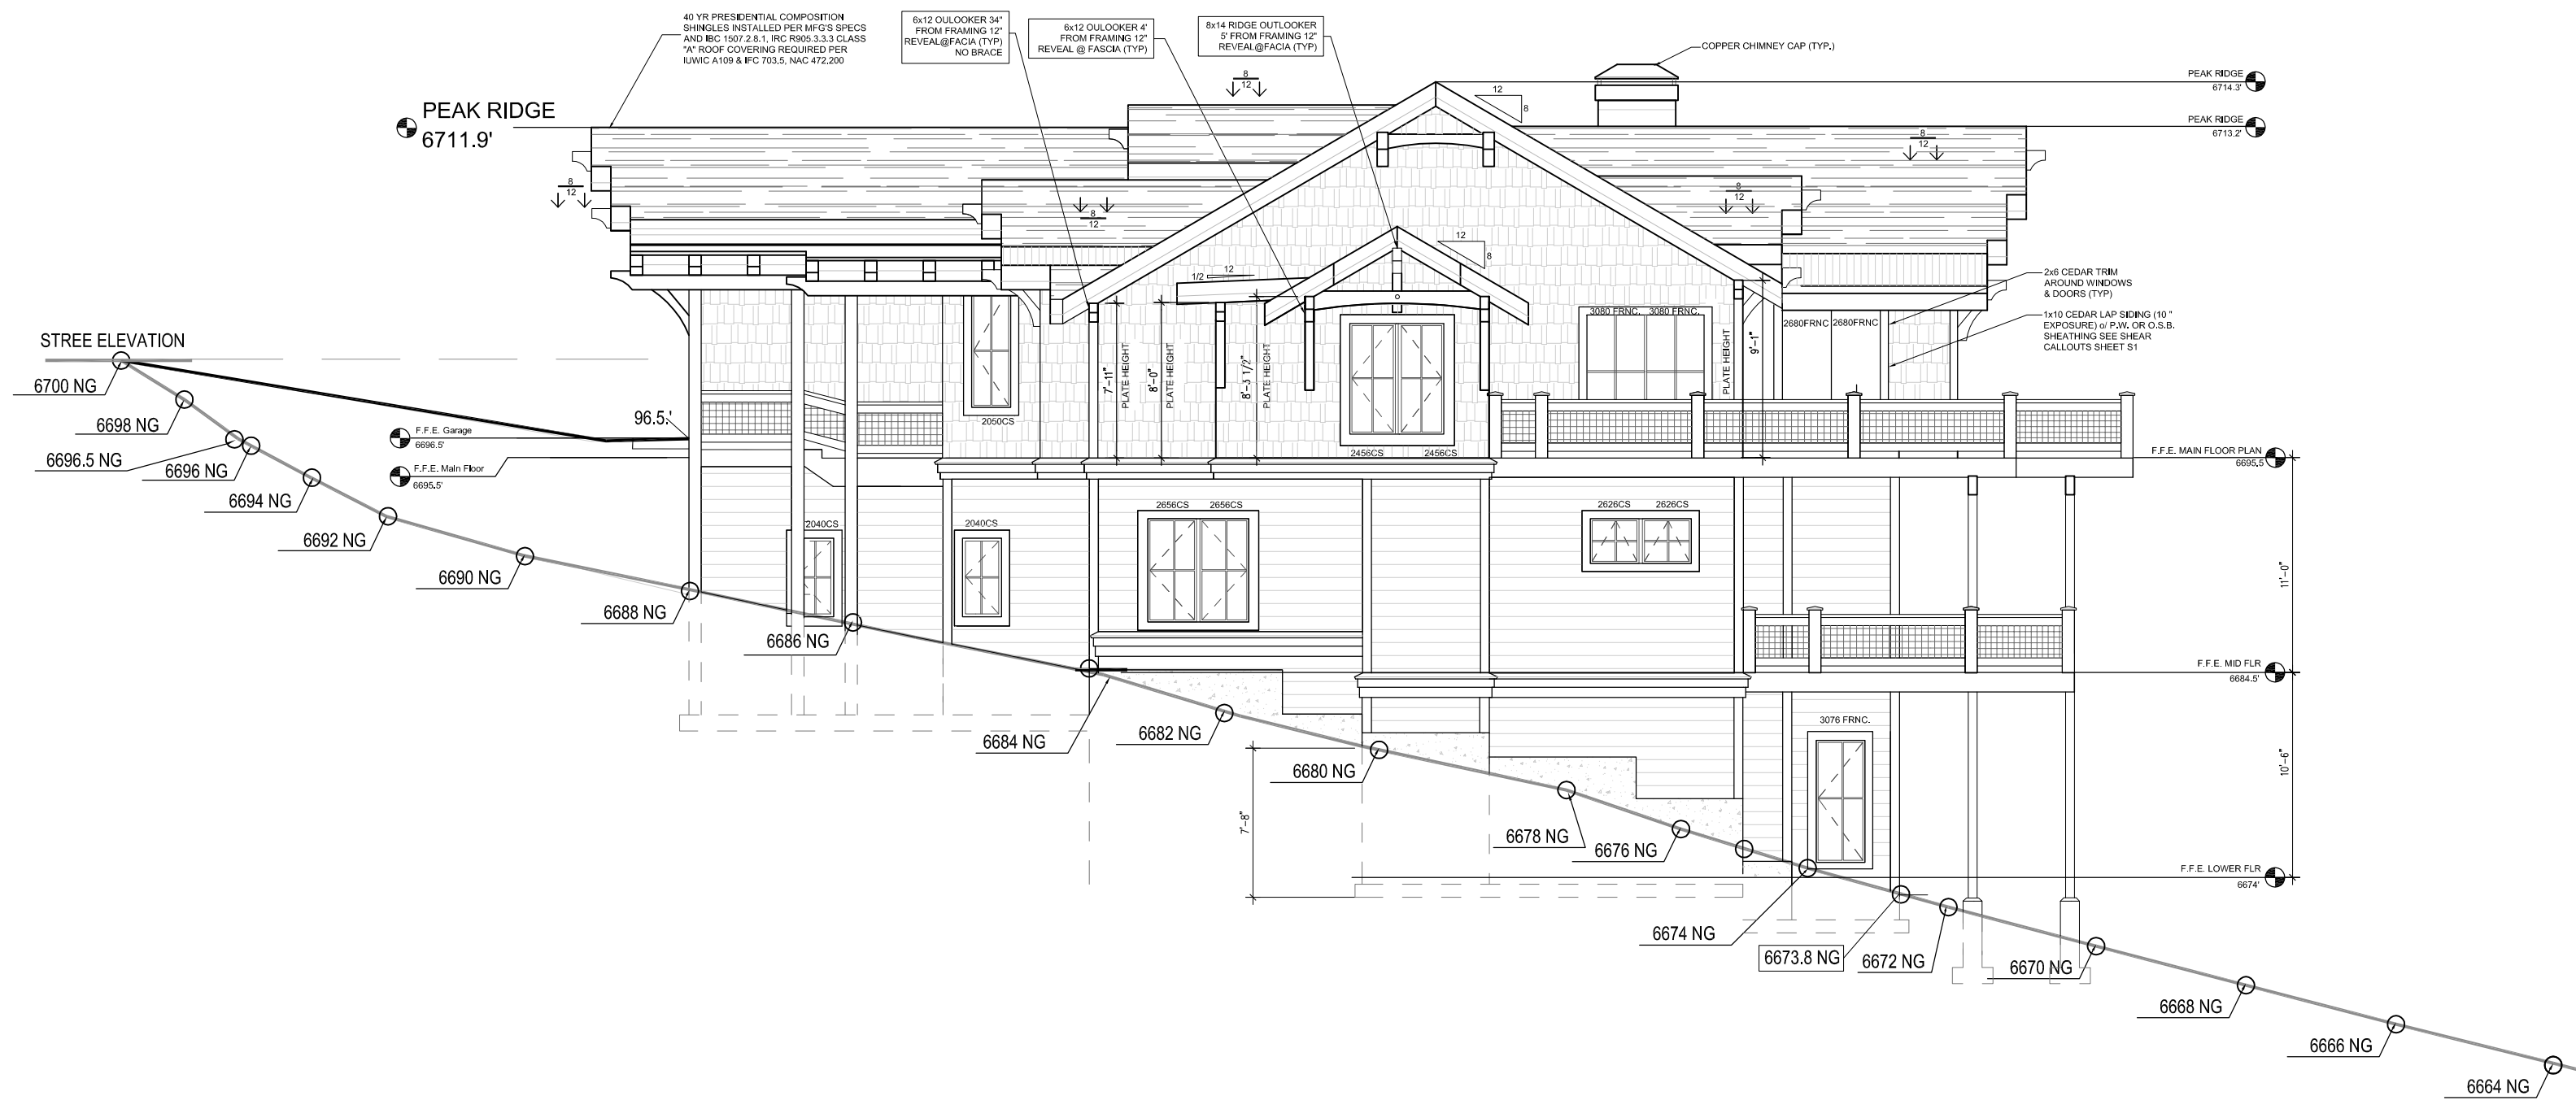 40 YR PRESIDENTIAL COMPOSITION
SHINGLES INSTALLED PER MFG'S SPECS
AND IBC 1507.2.8.1, IRC R905.3.3.3 CLASS
"A" ROOF COVERING REQUIRED PER
IUWIC A109 & IFC 703.5, NAC 472.200
6x12 OULOOKER 34"
FROM FRAMING 12"
REVEAL@FACIA (TYP)
NO BRACE
6x12 OULOOKER 4'
FROM FRAMING 12"
REVEAL @ FASCIA (TYP)
8x14 RIDGE OUTLOOKER
5' FROM FRAMING 12"
REVEAL@FACIA (TYP)
COPPER CHIMNEY CAP (TYP.)
PEAK RIDGE
6714.3'
PEAK RIDGE
6713.2'
PEAK RIDGE
6711.9'
8
12
12
8
8
12
8
12
8
12
8
12
12
8
12
1/2
2x6 CEDAR TRIM
AROUND WINDOWS
& DOORS (TYP)
1x10 CEDAR LAP SIDING (10 "
EXPOSURE) o/ P.W. OR O.S.B.
SHEATHING SEE SHEAR
CALLOUTS SHEET S1
3080 FRNC. 3080 FRNC.
2680FRNC 2680FRNC
7'-11"
PLATE HEIGHT
8'-0"
PLATE HEIGHT
8'-3 1/2"
PLATE HEIGHT
PLATE HEIGHT
9'-1"
STREE ELEVATION
6700 NG
6698 NG
6696.5 NG
6696 NG
6694 NG
6692 NG
6690 NG
6688 NG
6686 NG
6684 NG
6682 NG
6680 NG
6678 NG
6676 NG
6674 NG
6673.8 NG
6672 NG
6670 NG
6668 NG
6666 NG
6664 NG
96.5.'
F.F.E. Garage
6696.5'
F.F.E. Main Floor
6695.5'
2050CS
2456CS 2456CS
F.F.E. MAIN FLOOR PLAN
6695.5
2040CS
2040CS
2656CS 2656CS
2626CS 2626CS
11'-0"
F.F.E. MID FLR
6684.5'
3076 FRNC.
10'-6"
7'-8"
F.F.E. LOWER FLR
6674'